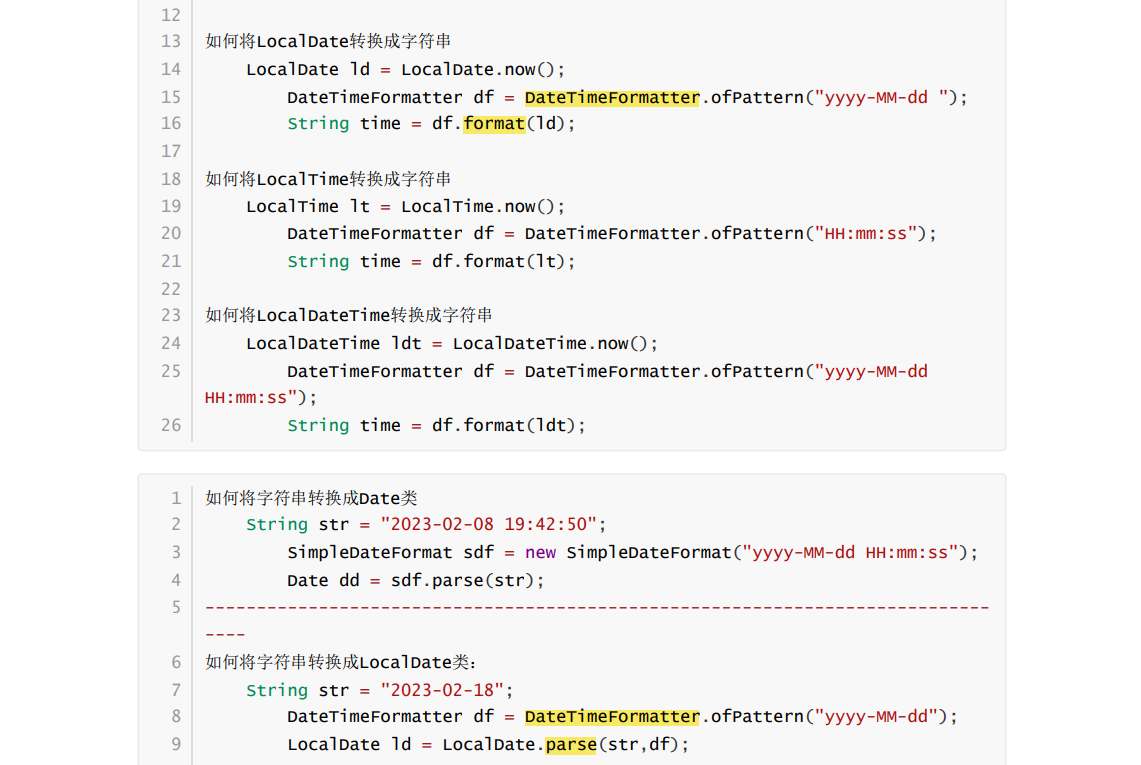 12
13 如何将LocalDate转换成字符串
14 LocalDate ld = LocalDate.now();
15 DateTimeFormatter df = DateTimeFormatter.ofPattern("yyyy-MM-dd ");
16 String time = df.format(ld);
17
18 如何将LocalTime转换成字符串
19 LocalTime lt = LocalTime.now();
20 DateTimeFormatter df = DateTimeFormatter.ofPattern("HH:mm:ss");
21 String time = df.format(lt);
22
23 如何将LocalDateTime转换成字符串
24 LocalDateTime ldt = LocalDateTime.now();
25 DateTimeFormatter df = DateTimeFormatter.ofPattern("yyyy-MM-dd
HH:mm:ss");
26 String time = df.format(ldt);
1 如何将字符串转换成Date类
2 String str = "2023-02-08 19:42:50";
3 SimpleDateFormat sdf = new SimpleDateFormat("yyyy-MM-dd HH:mm:ss");
4 Date dd = sdf.parse(str);
5 ----------------------------------------------------------------------------
----
6 如何将字符串转换成LocalDate类：
7 String str = "2023-02-18";
8 DateTimeFormatter df = DateTimeFormatter.ofPattern("yyyy-MM-dd");
9 LocalDate ld = LocalDate.parse(str,df);